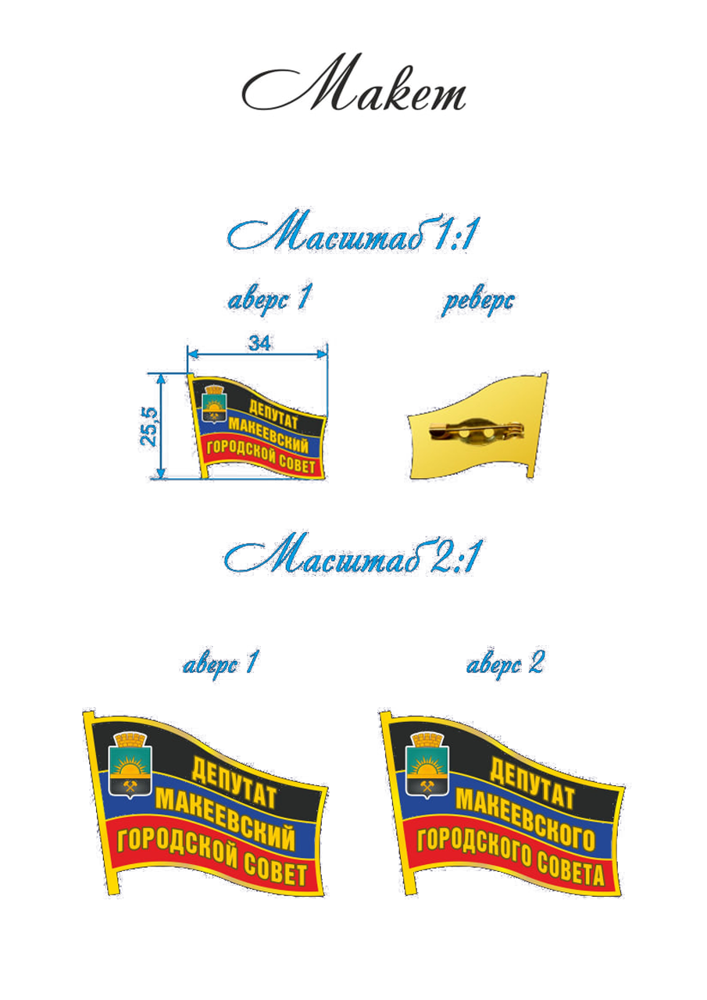 Макет
Масштаб 1:1
аверс 1
реверс
34
25,5
ДЕПУТАТ
МАКЕЕВСКИЙ
ГОРОДСКОЙ СОВЕТ
Масштаб 2:1
аверс 1
аверс 2
ДЕПУТАТ
МАКЕЕВСКИЙ
ГОРОДСКОЙ СОВЕТ
ДЕПУТАТ
МАКЕЕВСКОГО
ГОРОДСКОГО СОВЕТА